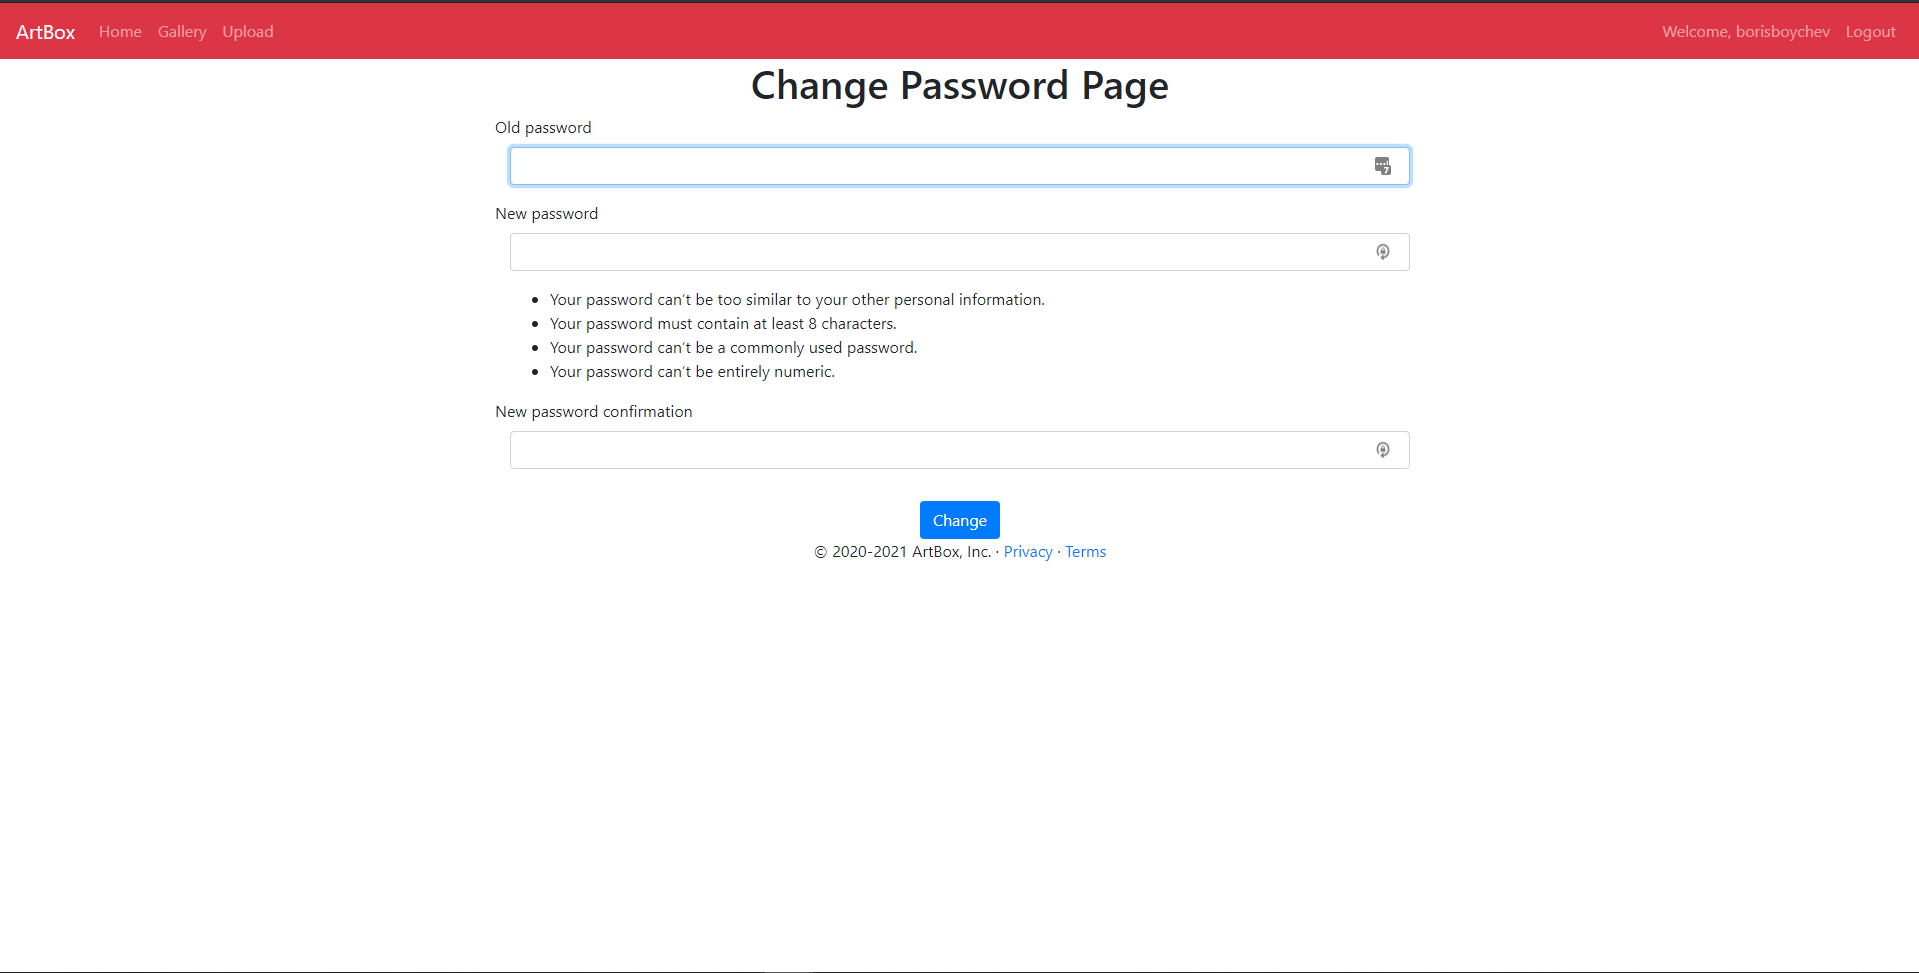 ArtBox Home Gallery Upload Welcome, borisboychev Logout
Change Password Page
Old password
New password
• Your password can’t be too similar to your other personal information.
• Your password must contain at least 8 characters.
• Your password can’t be a commonly used password.
• Your password can’t be entirely numeric.
New password confirmation
Change
© 2020-2021 ArtBox, Inc. · Privacy · Terms